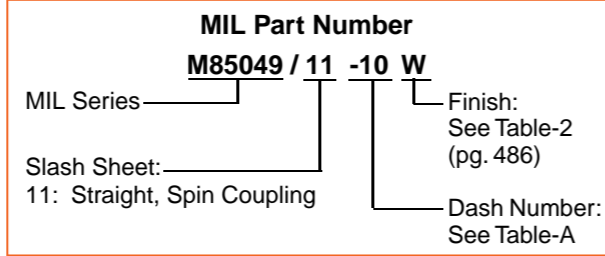 MIL Part Number
M85049 / 11 -10 W
MIL Series
Finish:
See Table-2
(pg. 486)
Slash Sheet:
11: Straight, Spin Coupling
Dash Number:
See Table-A